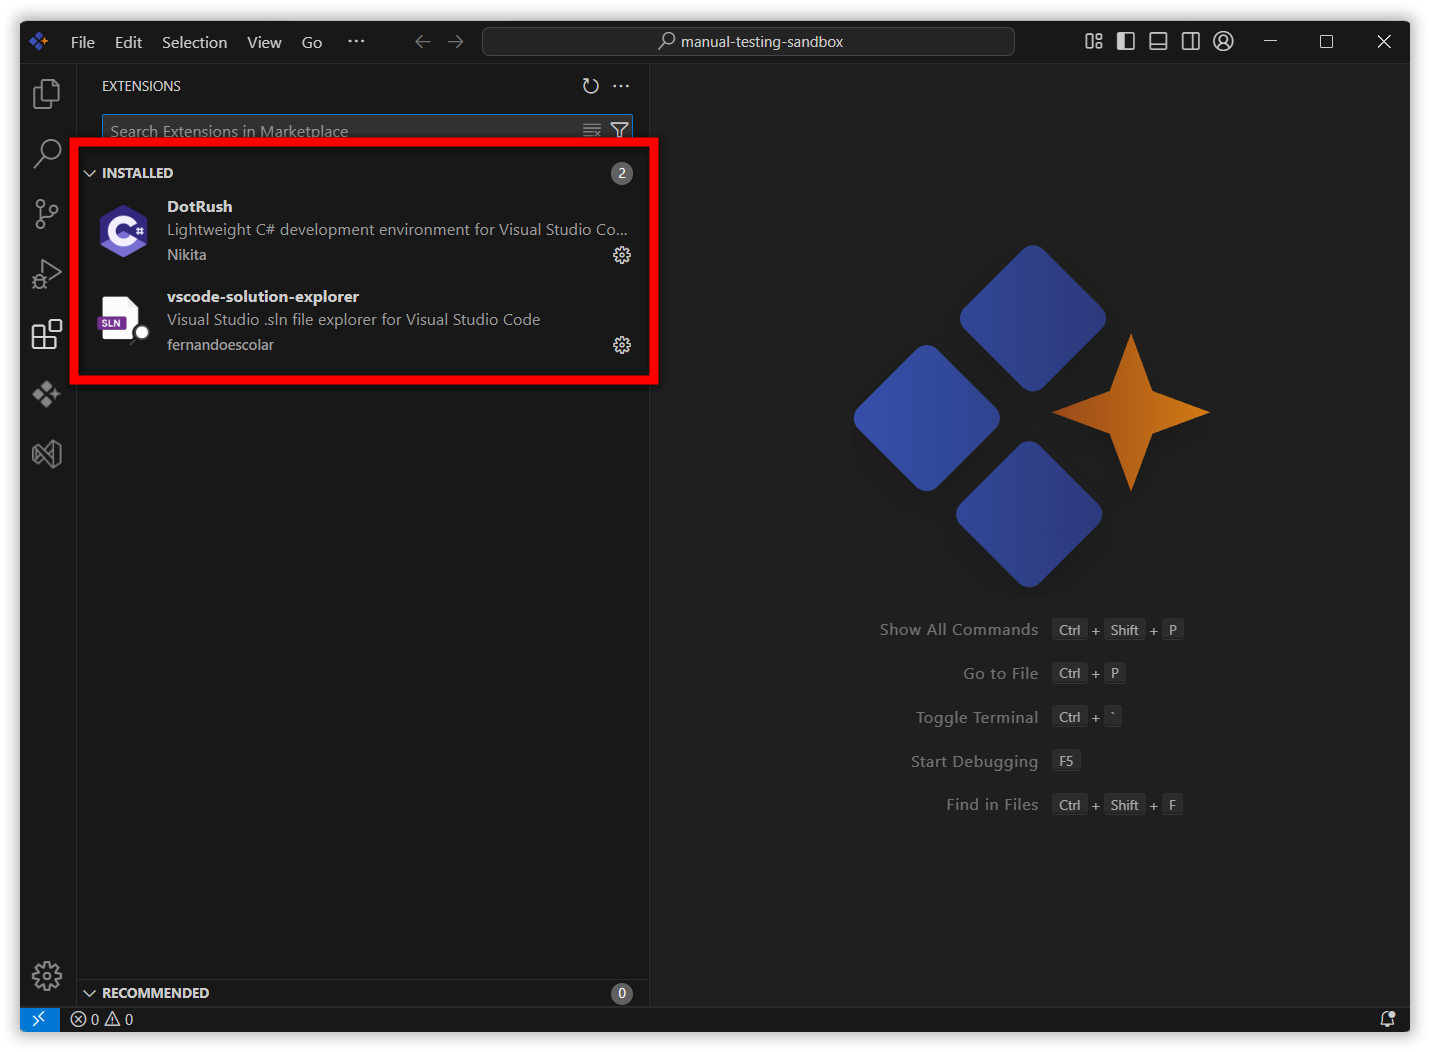 File Edit Selection View Go ···
manual-testing-sandbox
EXTENSIONS
Search Extensions in Marketplace
INSTALLED 2
DotRush
Lightweight C# development environment for Visual Studio Co...
Nikita
vscode-solution-explorer
SLN
Visual Studio .sln file explorer for Visual Studio Code
fernandoescolar
Show All Commands Ctrl + Shift + P
Go to File Ctrl + P
Toggle Terminal Ctrl + `
Start Debugging F5
Find in Files Ctrl + Shift + F
RECOMMENDED 0
0 0